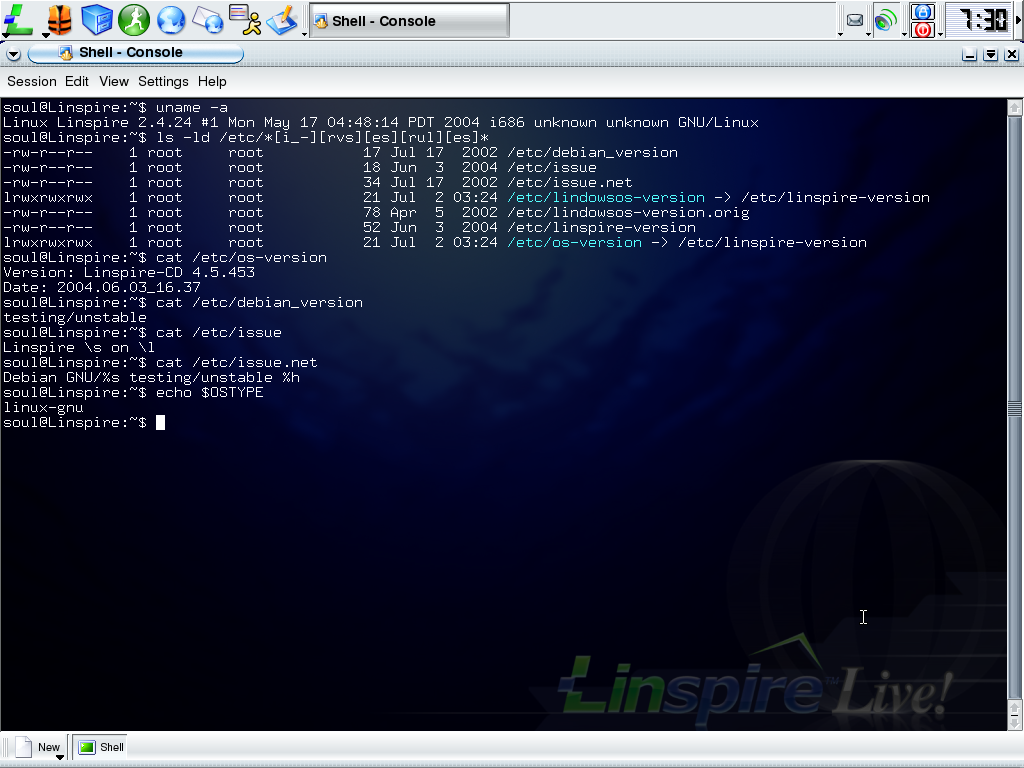 Shell - Console
7:30
Shell - Console
Session Edit View Settings Help
soul@Linspire:~$ uname -a
Linux Linspire 2.4.24 #1 Mon May 17 04:48:14 PDT 2004 i686 unknown unknown GNU/Linux
soul@Linspire:~$ ls -ld /etc/*[i_-][rvs][es][rul][es]*
-rw-r--r-- 1 root root 17 Jul 17 2002 /etc/debian_version
-rw-r--r-- 1 root root 18 Jun 3 2004 /etc/issue
-rw-r--r-- 1 root root 34 Jul 17 2002 /etc/issue.net
lrwxrwxrwx 1 root root 21 Jul 2 03:24 /etc/lindowsos-version -> /etc/linspire-version
-rw-r--r-- 1 root root 78 Apr 5 2002 /etc/lindowsos-version.orig
-rw-r--r-- 1 root root 52 Jun 3 2004 /etc/linspire-version
lrwxrwxrwx 1 root root 21 Jul 2 03:24 /etc/os-version -> /etc/linspire-version
soul@Linspire:~$ cat /etc/os-version
Version: Linspire-CD 4.5.453
Date: 2004.06.03_16.37
soul@Linspire:~$ cat /etc/debian_version
testing/unstable
soul@Linspire:~$ cat /etc/issue
Linspire \s on \l
soul@Linspire:~$ cat /etc/issue.net
Debian GNU/%s testing/unstable %h
soul@Linspire:~$ echo $OSTYPE
linux-gnu
soul@Linspire:~$
Linspire™ Live!
New Shell